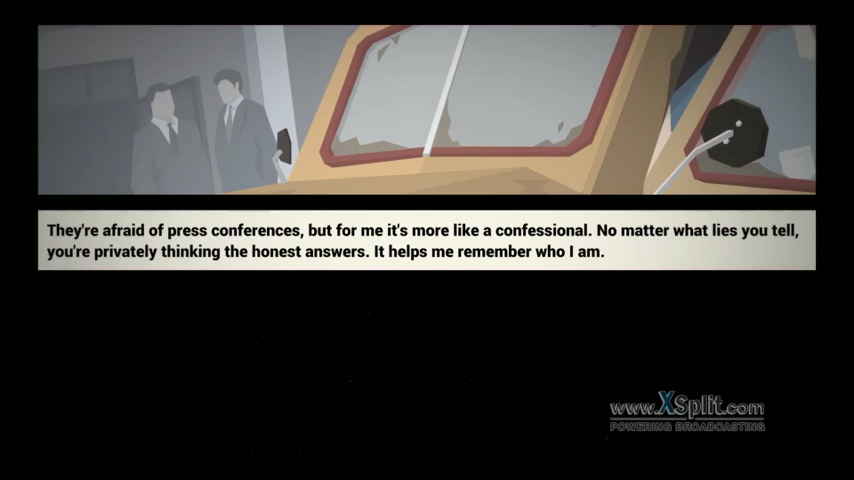 They're afraid of press conferences, but for me it's more like a confessional. No matter what lies you tell,
you're privately thinking the honest answers. It helps me remember who I am.
www.XSplit.com
POWERING BROADCASTING